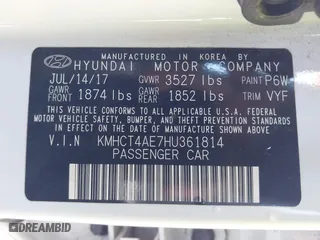 MANUFACTURED IN KOREA BY
HYUNDAI MOTOR COMPANY
JUL/14/17 GVWR 3527 lbs PAINT P6W
GAWR FRONT 1874 lbs GAWR REAR 1852 lbs TRIM VYF
THIS VEHICLE CONFORMS TO ALL APPLICABLE U.S.
FEDERAL MOTOR VEHICLE SAFETY, BUMPER, AND
THEFT PREVENTION STANDARDS IN EFFECT ON
THE DATE OF MANUFACTURE SHOWN ABOVE.
V.I.N KMHCT4AE7HU361814
PASSENGER CAR